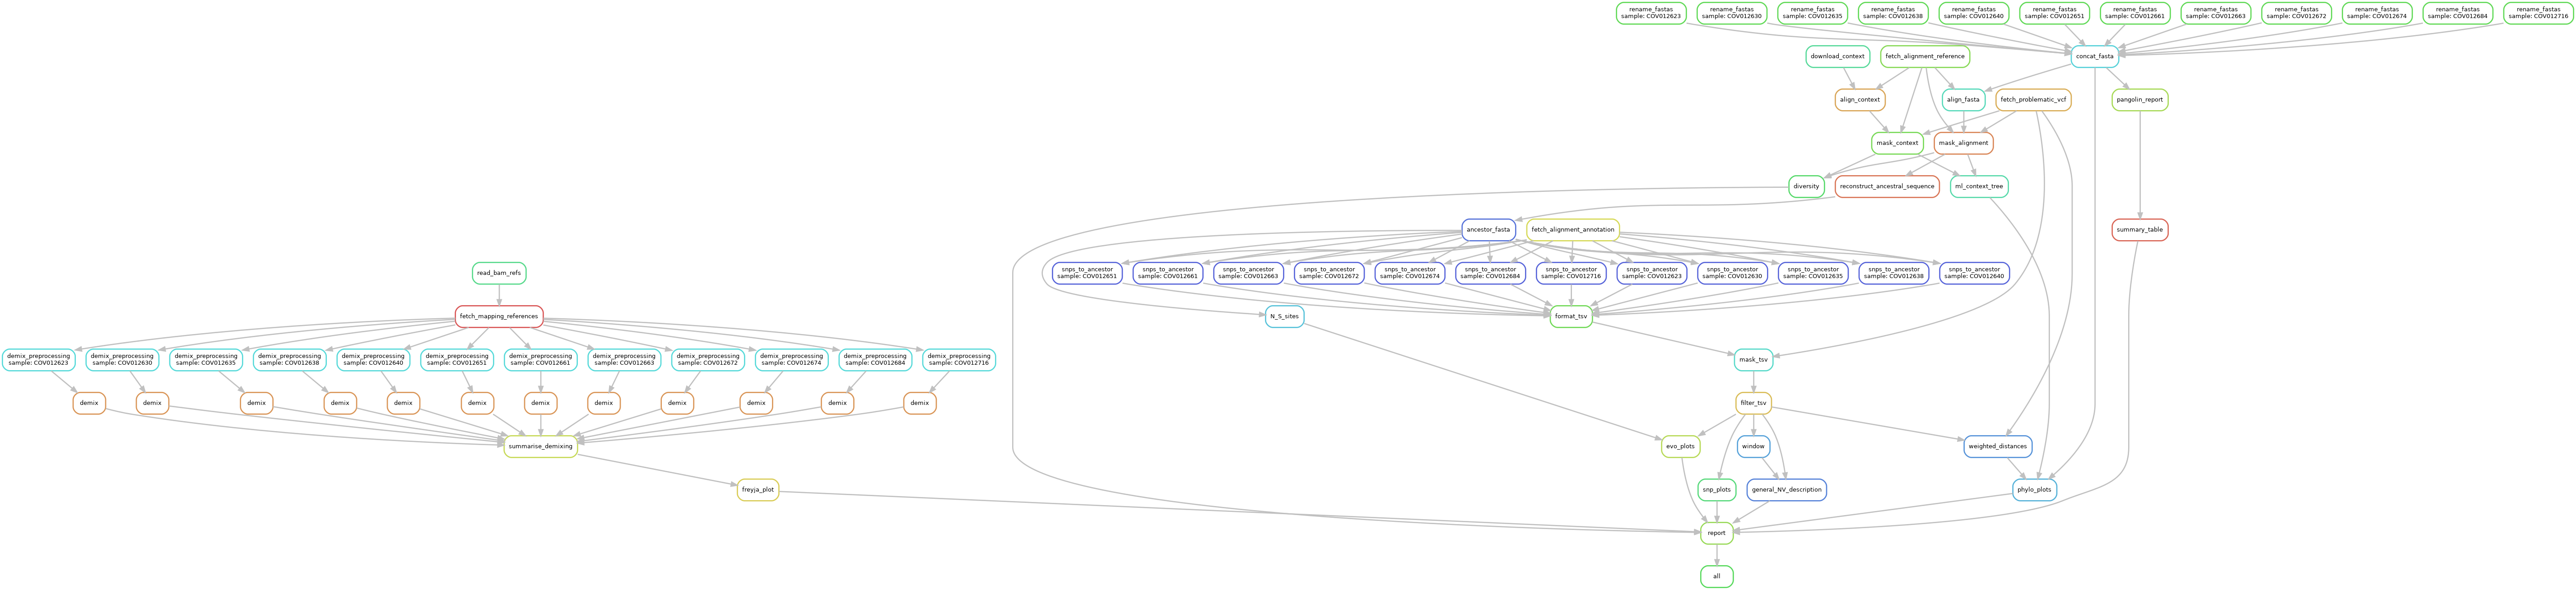 rename_fastas
sample: COV012623
rename_fastas
sample: COV012630
rename_fastas
sample: COV012635
rename_fastas
sample: COV012638
rename_fastas
sample: COV012640
rename_fastas
sample: COV012651
rename_fastas
sample: COV012661
rename_fastas
sample: COV012663
rename_fastas
sample: COV012672
rename_fastas
sample: COV012674
rename_fastas
sample: COV012684
rename_fastas
sample: COV012716
download_context
fetch_alignment_reference
concat_fasta
align_context
align_fasta
fetch_problematic_vcf
pangolin_report
mask_context
mask_alignment
diversity
reconstruct_ancestral_sequence
ml_context_tree
ancestor_fasta
fetch_alignment_annotation
summary_table
read_bam_refs
snps_to_ancestor
sample: COV012651
snps_to_ancestor
sample: COV012661
snps_to_ancestor
sample: COV012663
snps_to_ancestor
sample: COV012672
snps_to_ancestor
sample: COV012674
snps_to_ancestor
sample: COV012684
snps_to_ancestor
sample: COV012716
snps_to_ancestor
sample: COV012623
snps_to_ancestor
sample: COV012630
snps_to_ancestor
sample: COV012635
snps_to_ancestor
sample: COV012638
snps_to_ancestor
sample: COV012640
fetch_mapping_references
N_S_sites
format_tsv
demix_preprocessing
sample: COV012623
demix_preprocessing
sample: COV012630
demix_preprocessing
sample: COV012635
demix_preprocessing
sample: COV012638
demix_preprocessing
sample: COV012640
demix_preprocessing
sample: COV012651
demix_preprocessing
sample: COV012661
demix_preprocessing
sample: COV012663
demix_preprocessing
sample: COV012672
demix_preprocessing
sample: COV012674
demix_preprocessing
sample: COV012684
demix_preprocessing
sample: COV012716
mask_tsv
demix
demix
demix
demix
demix
demix
demix
demix
demix
demix
demix
demix
filter_tsv
summarise_demixing
evo_plots
window
weighted_distances
freyja_plot
snp_plots
general_NV_description
phylo_plots
report
all